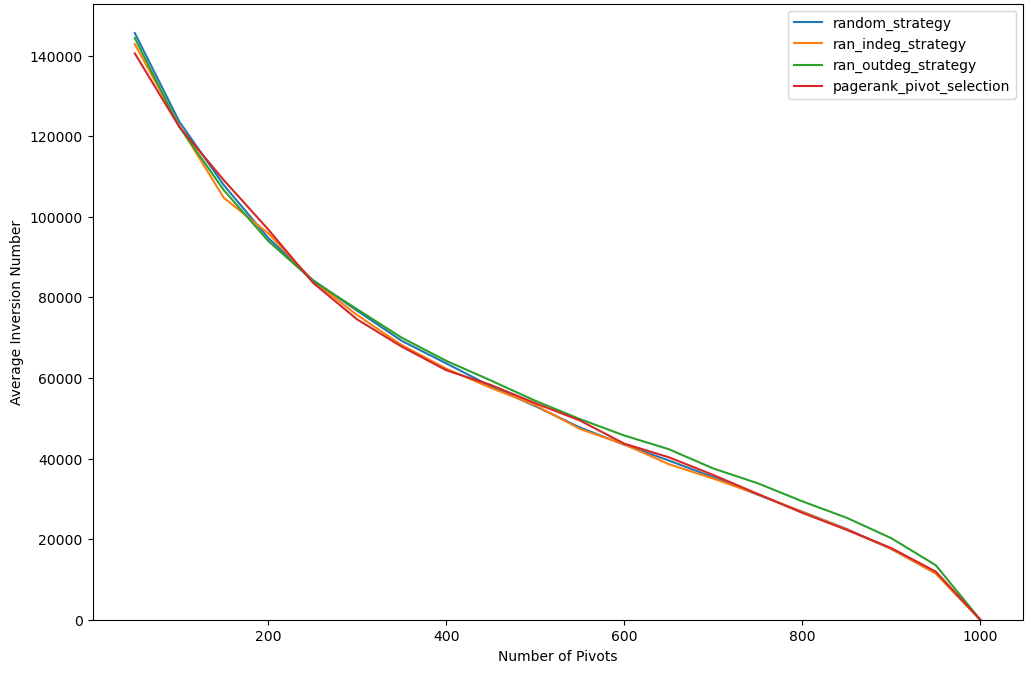 random_strategy
ran_indeg_strategy
ran_outdeg_strategy
pagerank_pivot_selection
140000
120000
100000
80000
60000
40000
20000
0
Average Inversion Number
200
400
600
800
1000
Number of Pivots